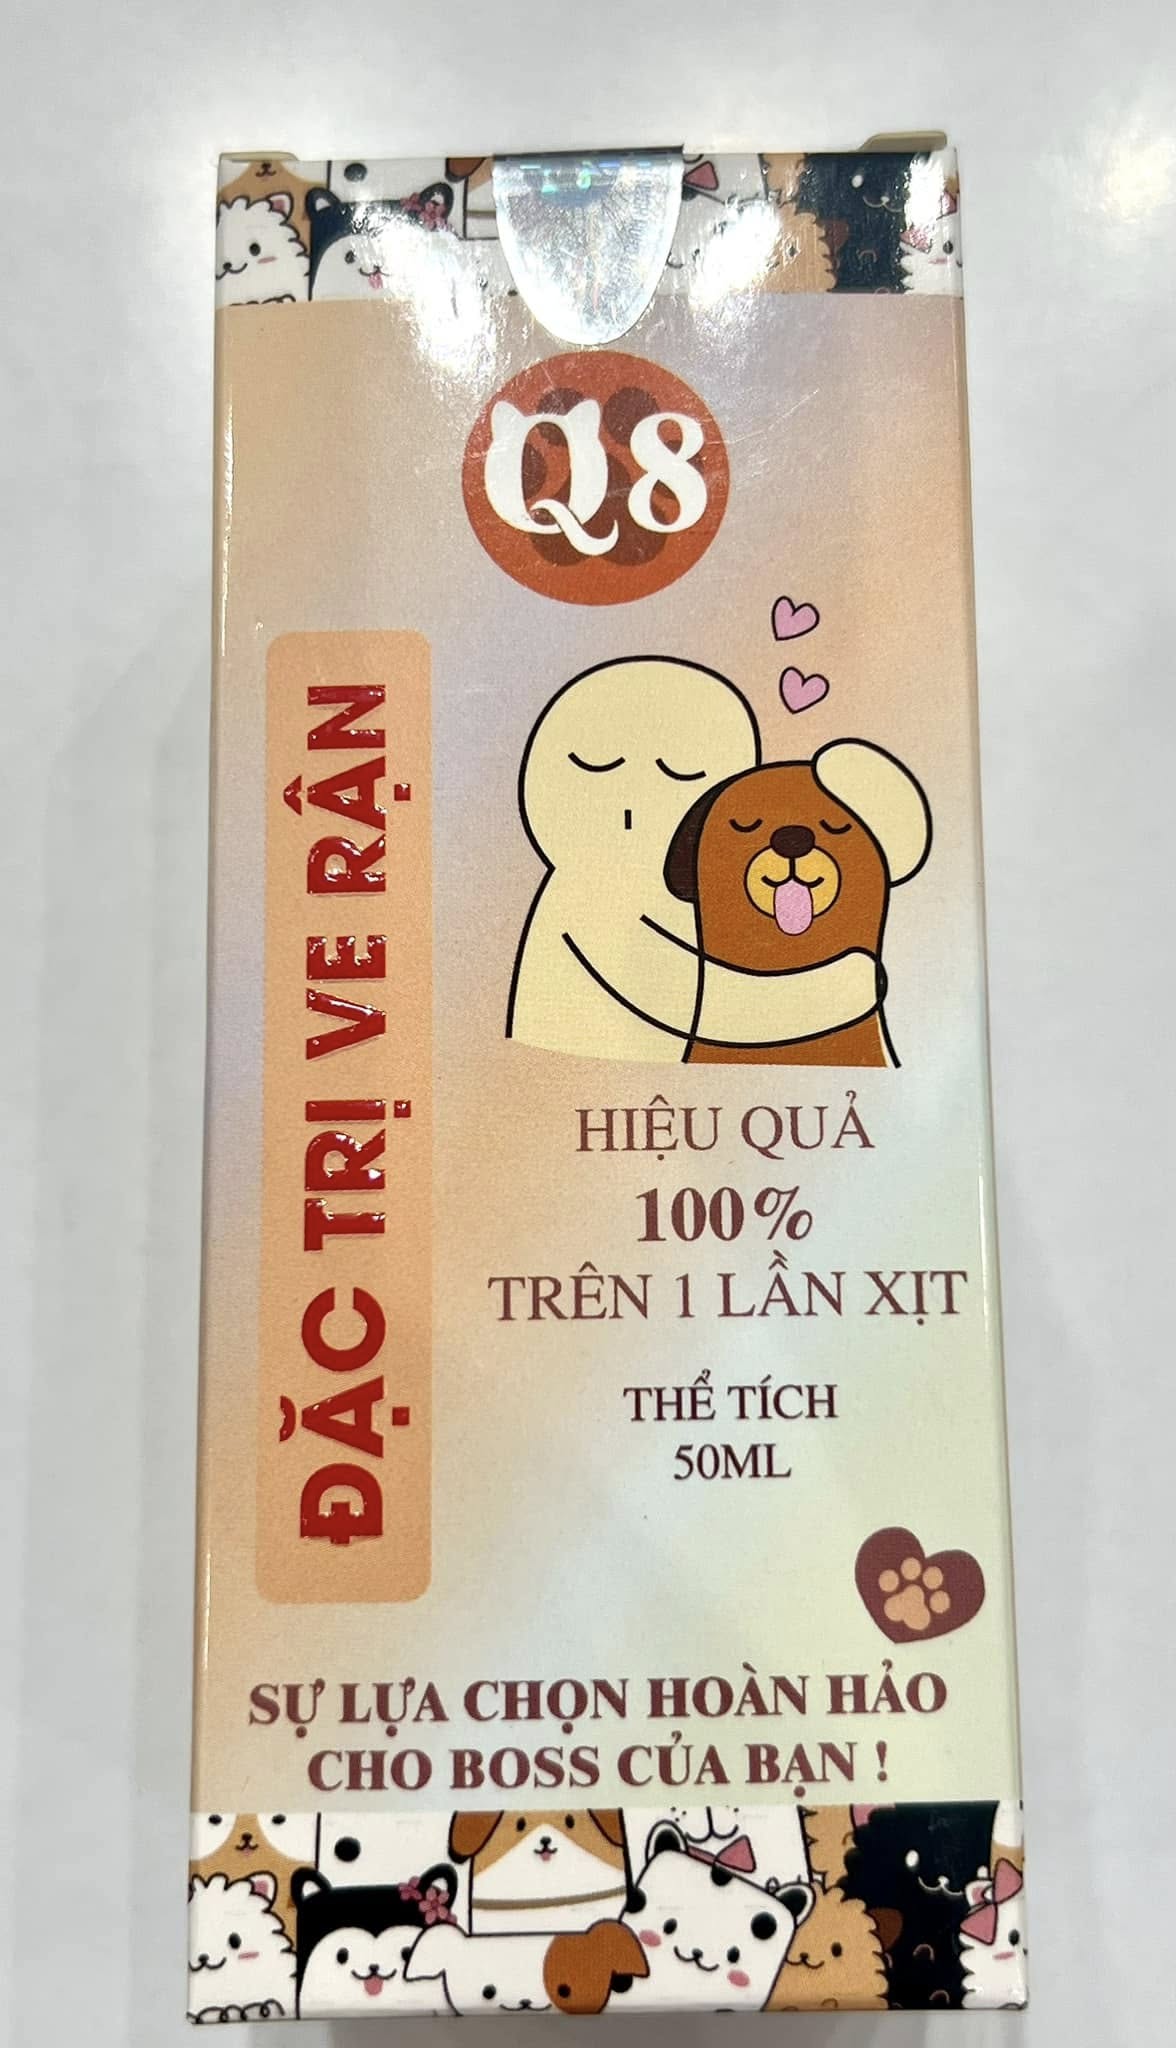 Q8
ĐẶC TRỊ VE RẬN
HIỆU QUẢ
100%
TRÊN 1 LẦN XỊT
THỂ TÍCH
50ML
SỰ LỰA CHỌN HOÀN HẢO
CHO BOSS CỦA BẠN !